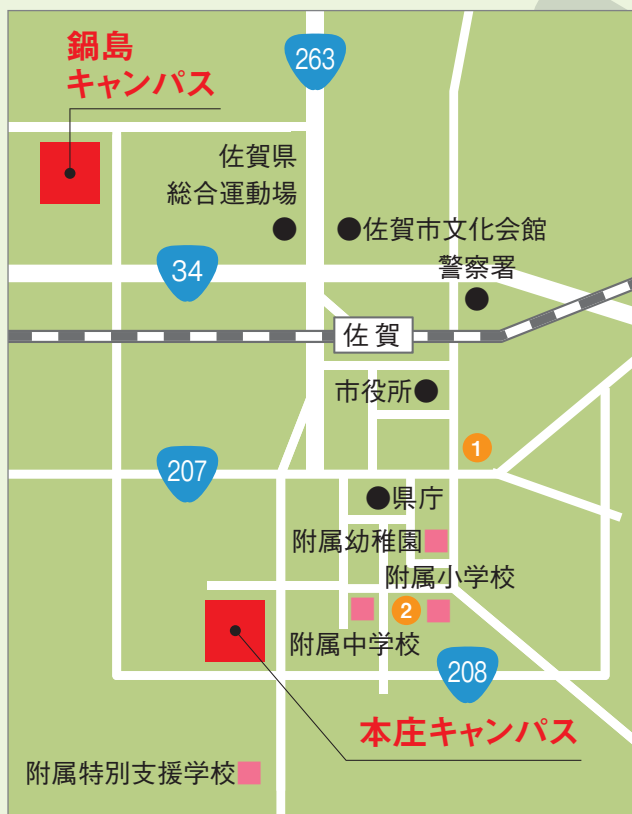 鍋島
キャンパス
263
佐賀県
総合運動場
佐賀市文化会館
警察署
34
佐賀
市役所
1
207
県庁
附属幼稚園
附属小学校
2
附属中学校
208
本庄キャンパス
附属特別支援学校